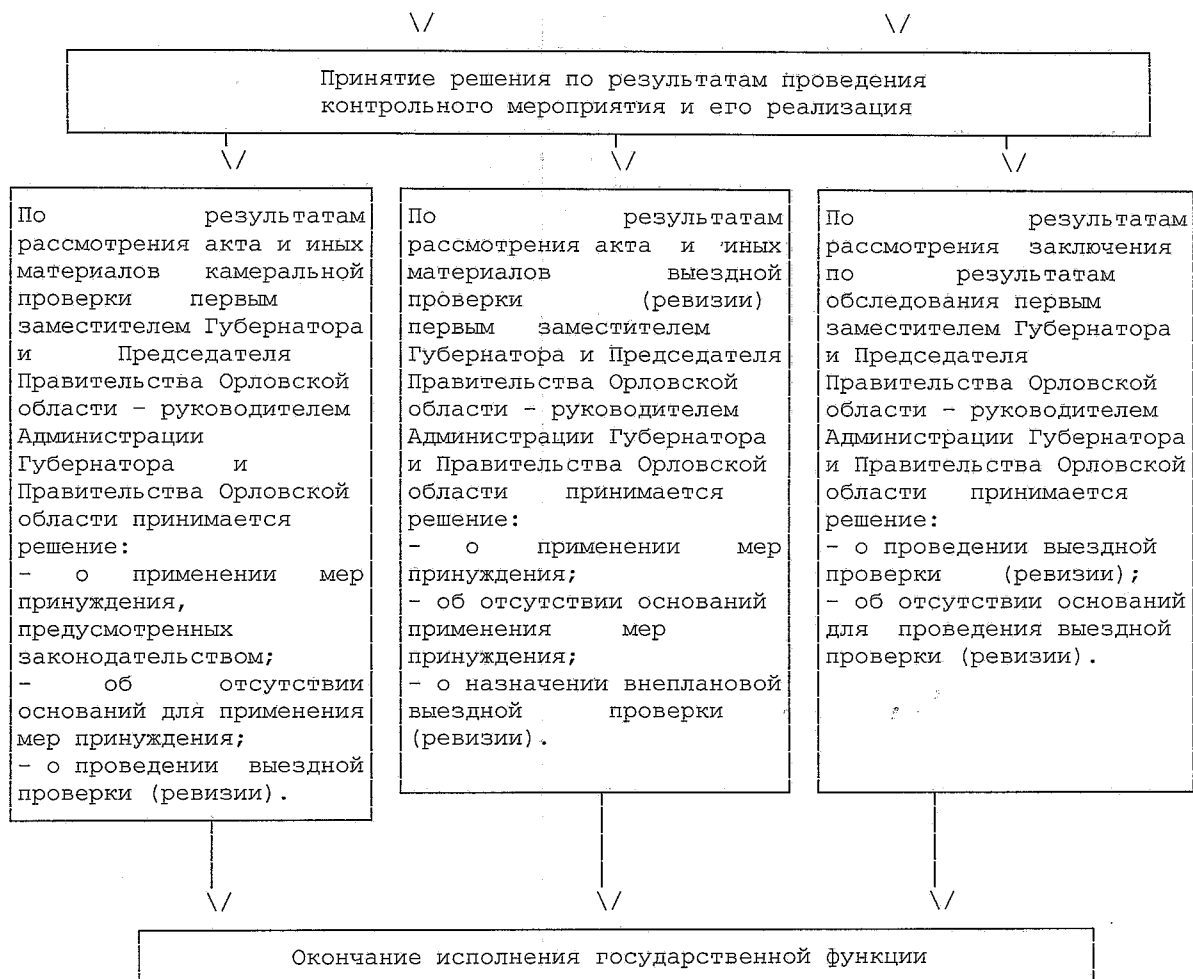 \/ \/
Принятие решения по результатам проведения
контрольного мероприятия и его реализация
\/ \/ \/
По результатам
рассмотрения акта и иных
материалов камеральной
проверки первым
заместителем Губернатора
и Председателя
Правительства Орловской
области – руководителем
Администрации
Губернатора и
Правительства Орловской
области принимается
решение:
– о применении мер
принуждения,
предусмотренных
законодательством;
– об отсутствии
оснований для применения
мер принуждения;
– о проведении выездной
проверки (ревизии).
По результатам
рассмотрения акта и иных
материалов выездной
проверки (ревизии)
первым заместителем
Губернатора и Председателя
Правительства Орловской
области – руководителем
Администрации Губернатора
и Правительства Орловской
области принимается
решение:
– о применении мер
принуждения;
– об отсутствии оснований
применения мер
принуждения;
– о назначении внеплановой
выездной проверки
(ревизии).
По результатам
рассмотрения заключения
по результатам
обследования первым
заместителем Губернатора
и Председателя
Правительства Орловской
области – руководителем
Администрации Губернатора
и Правительства Орловской
области принимается
решение:
– о проведении выездной
проверки (ревизии);
– об отсутствии оснований
для проведения выездной
проверки (ревизии).
\/ \/ \/
Окончание исполнения государственной функции